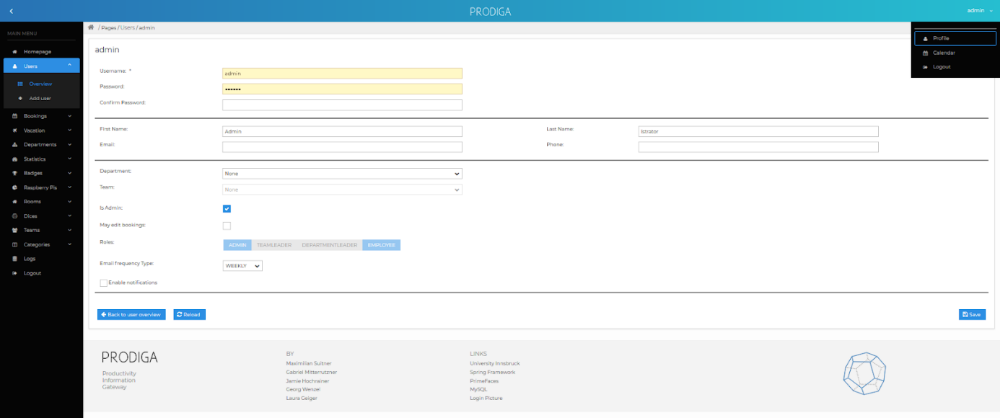 PRODIGA
admin
/ Pages / Users / admin
MAIN MENU
Homepage
Users
Overview
Add user
Bookings
Vacation
Departments
Statistics
Badges
Raspberry Pis
Rooms
Dices
Teams
Categories
Logs
Logout
Profile
Calendar
Logout
admin
Username: *
admin
Password:
••••••
Confirm Password:
First Name:
Admin
Last Name:
Istrator
Email:
Phone:
Department:
None
Team:
None
Is Admin:
May edit bookings:
Roles:
ADMIN TEAMLEADER DEPARTMENTLEADER EMPLOYEE
Email frequency Type:
WEEKLY
Enable notifications
Back to user overview
Reload
Save
PRODIGA
Productivity
Information
Gateway
BY
Maximilian Suitner
Gabriel Mitterrutzner
Jamie Hochrainer
Georg Wenzel
Laura Geiger
LINKS
University Innsbruck
Spring Framework
PrimeFaces
MySQL
Login Picture